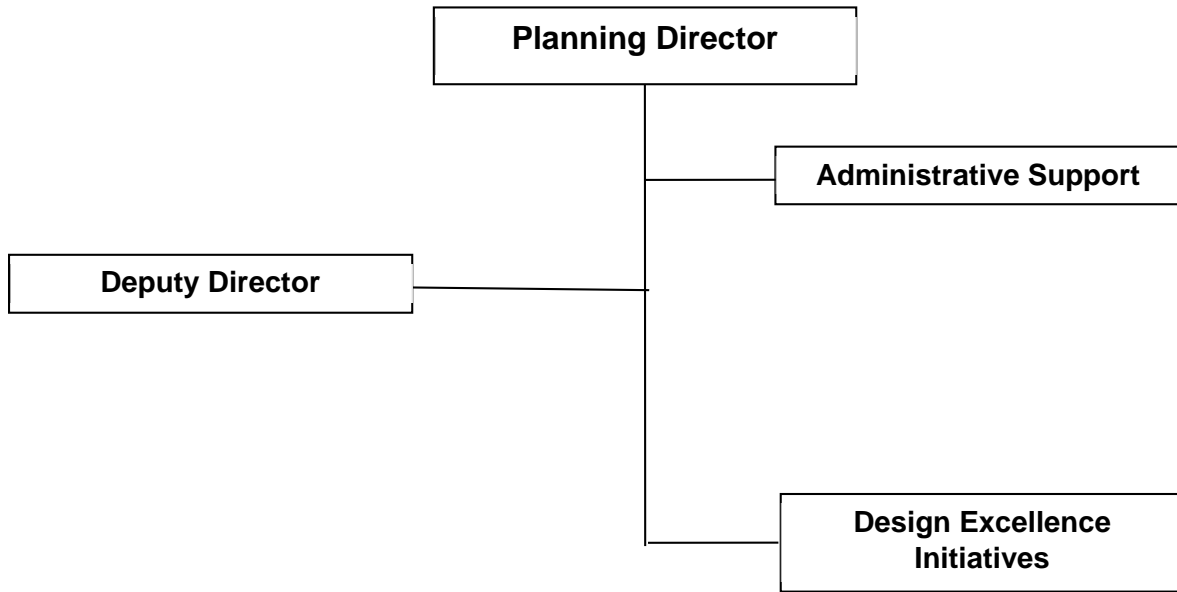 Planning Director
Administrative Support
Deputy Director
Design Excellence
Initiatives